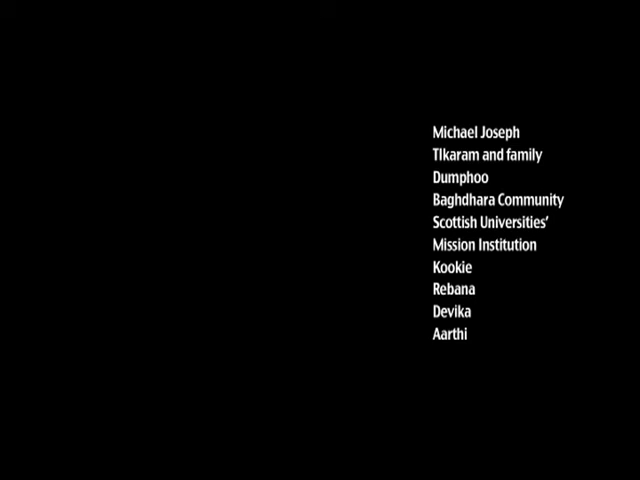 Michael Joseph
TIkaram and family
Dumphoo
Baghdhara Community
Scottish Universities’
Mission Institution
Kookie
Rebana
Devika
Aarthi